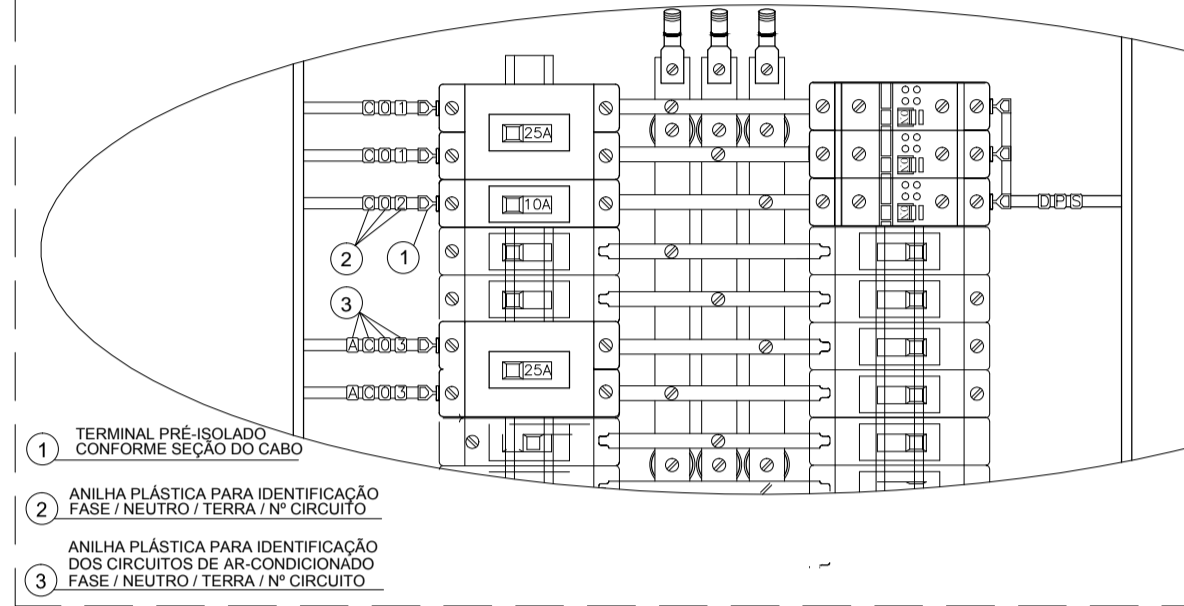 C01
25A
C01
C02
10A
DPS
2
1
3
AC03
25A
AC03
1 TERMINAL PRÉ-ISOLADO
CONFORME SEÇÃO DO CABO
2 ANILHA PLÁSTICA PARA IDENTIFICAÇÃO
FASE / NEUTRO / TERRA / Nº CIRCUITO
3 ANILHA PLÁSTICA PARA IDENTIFICAÇÃO
DOS CIRCUITOS DE AR-CONDICIONADO
FASE / NEUTRO / TERRA / Nº CIRCUITO